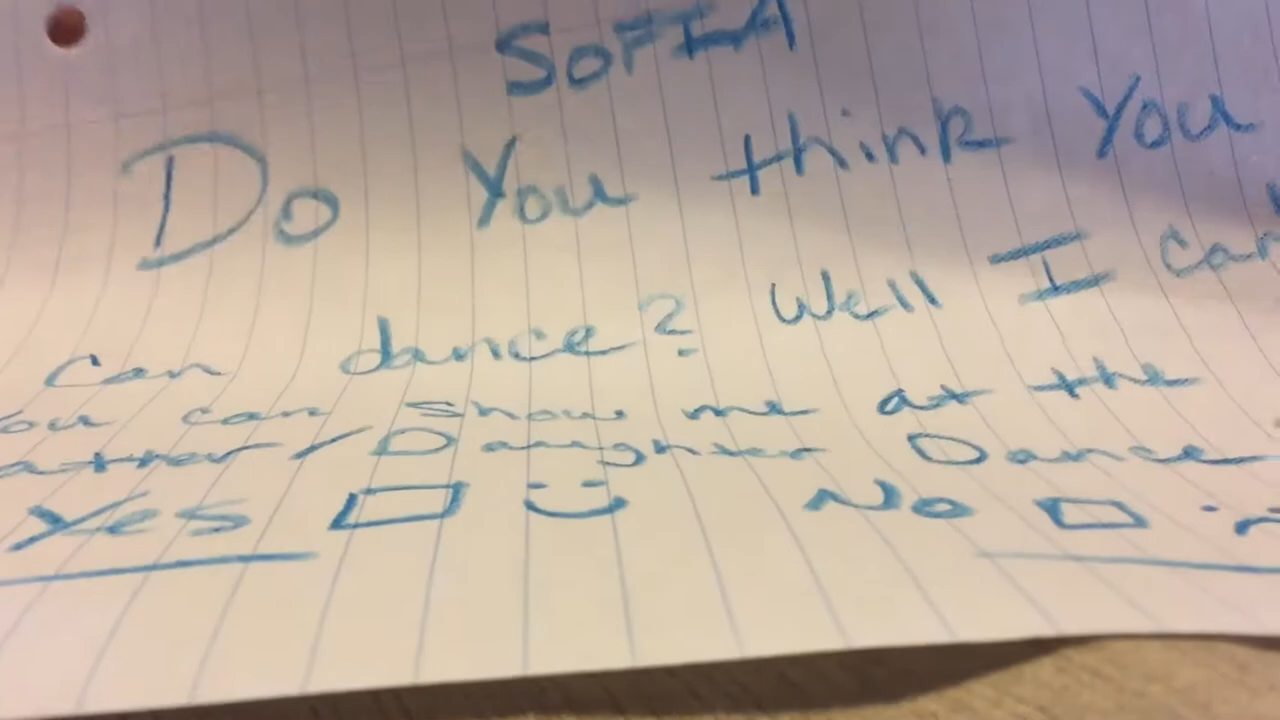 SOFIA
Do You think You
can dance? Well I can
You can show me at the
ather/Daughter Dance
Yes No